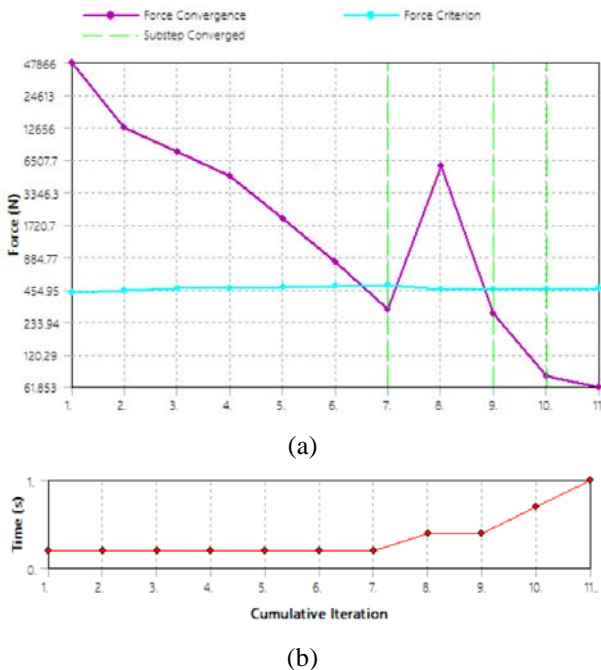 Force Convergence Force Criterion
Substep Converged
47866
24613
12656
6507.7
3346.3
1720.7
884.77
454.95
233.94
120.29
61.853
Force (N)
1. 2. 3. 4. 5. 6. 7. 8. 9. 10. 11.
(a)
1.
0.
Time (s)
1. 2. 3. 4. 5. 6. 7. 8. 9. 10. 11.
Cumulative Iteration
(b)